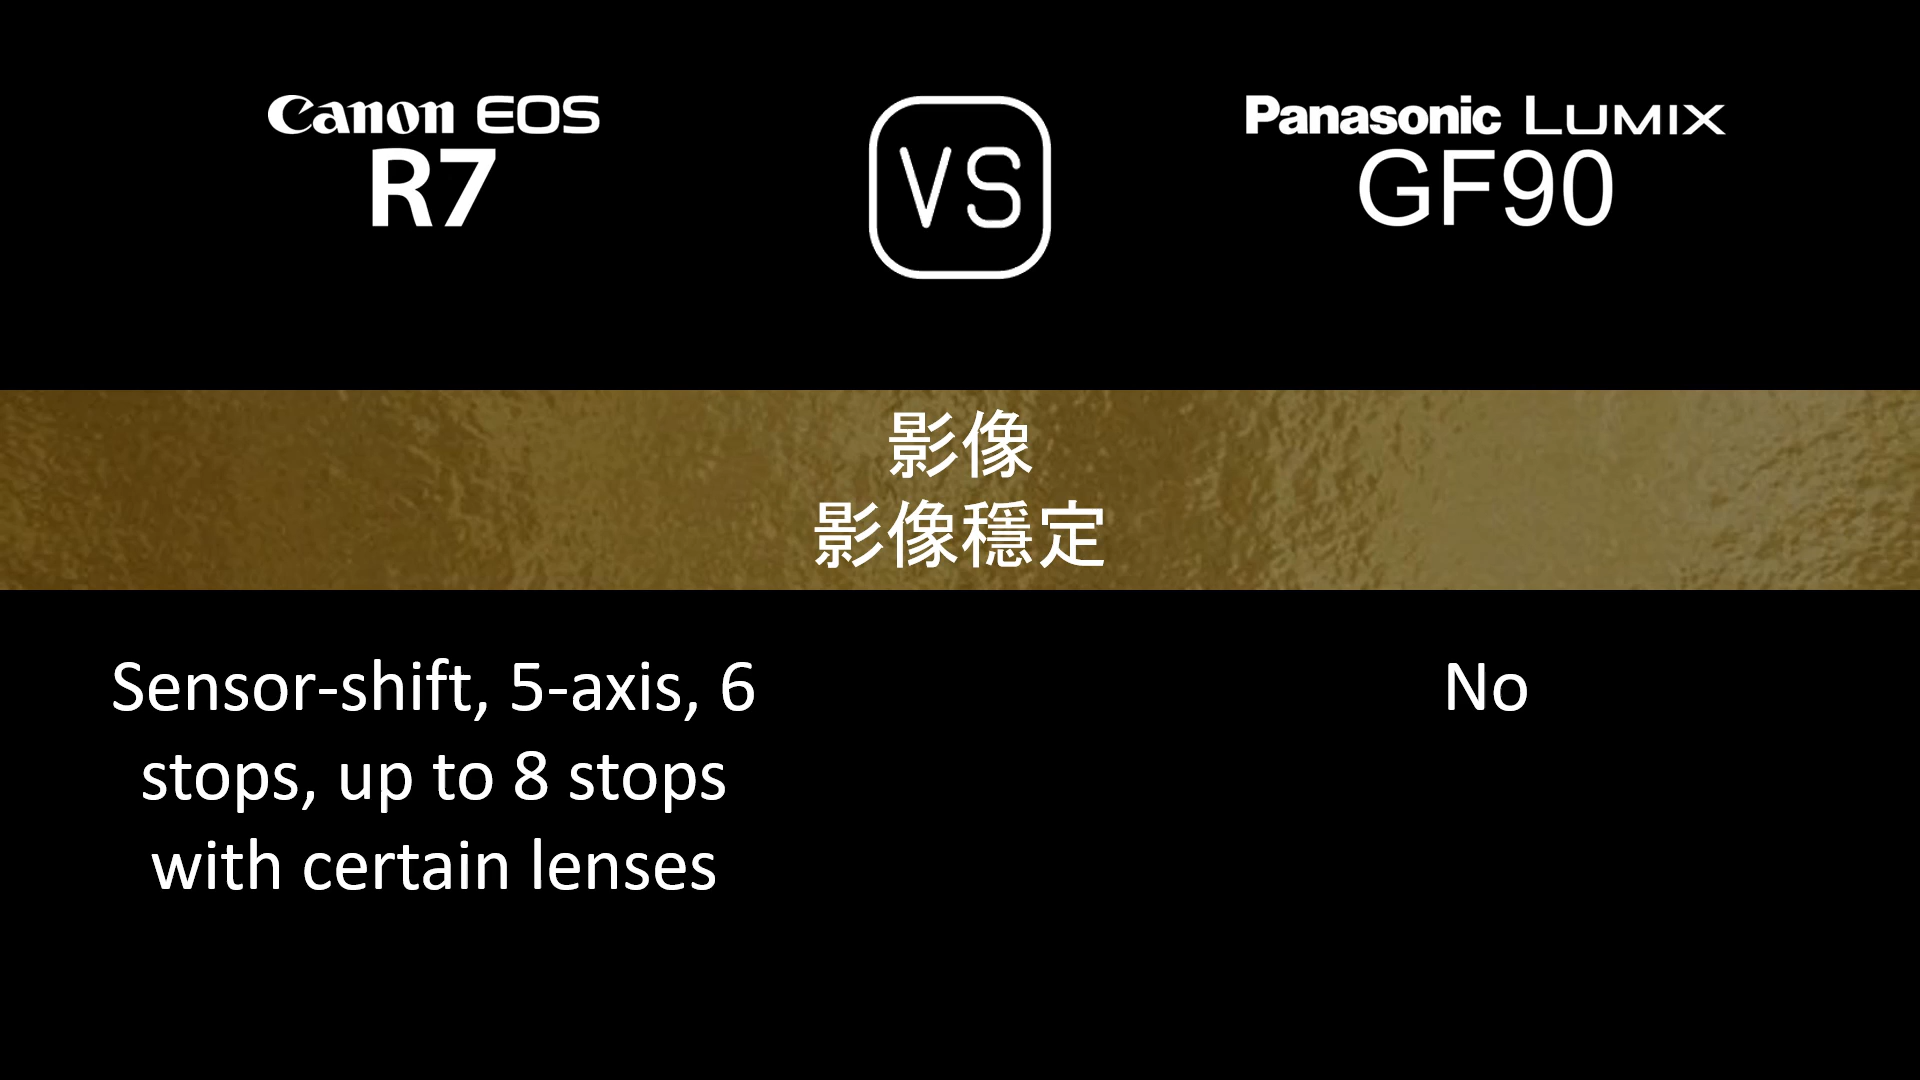 Canon EOS
R7
VS
Panasonic LUMIX
GF90
影像
影像穩定
Sensor-shift, 5-axis, 6
stops, up to 8 stops
with certain lenses
No